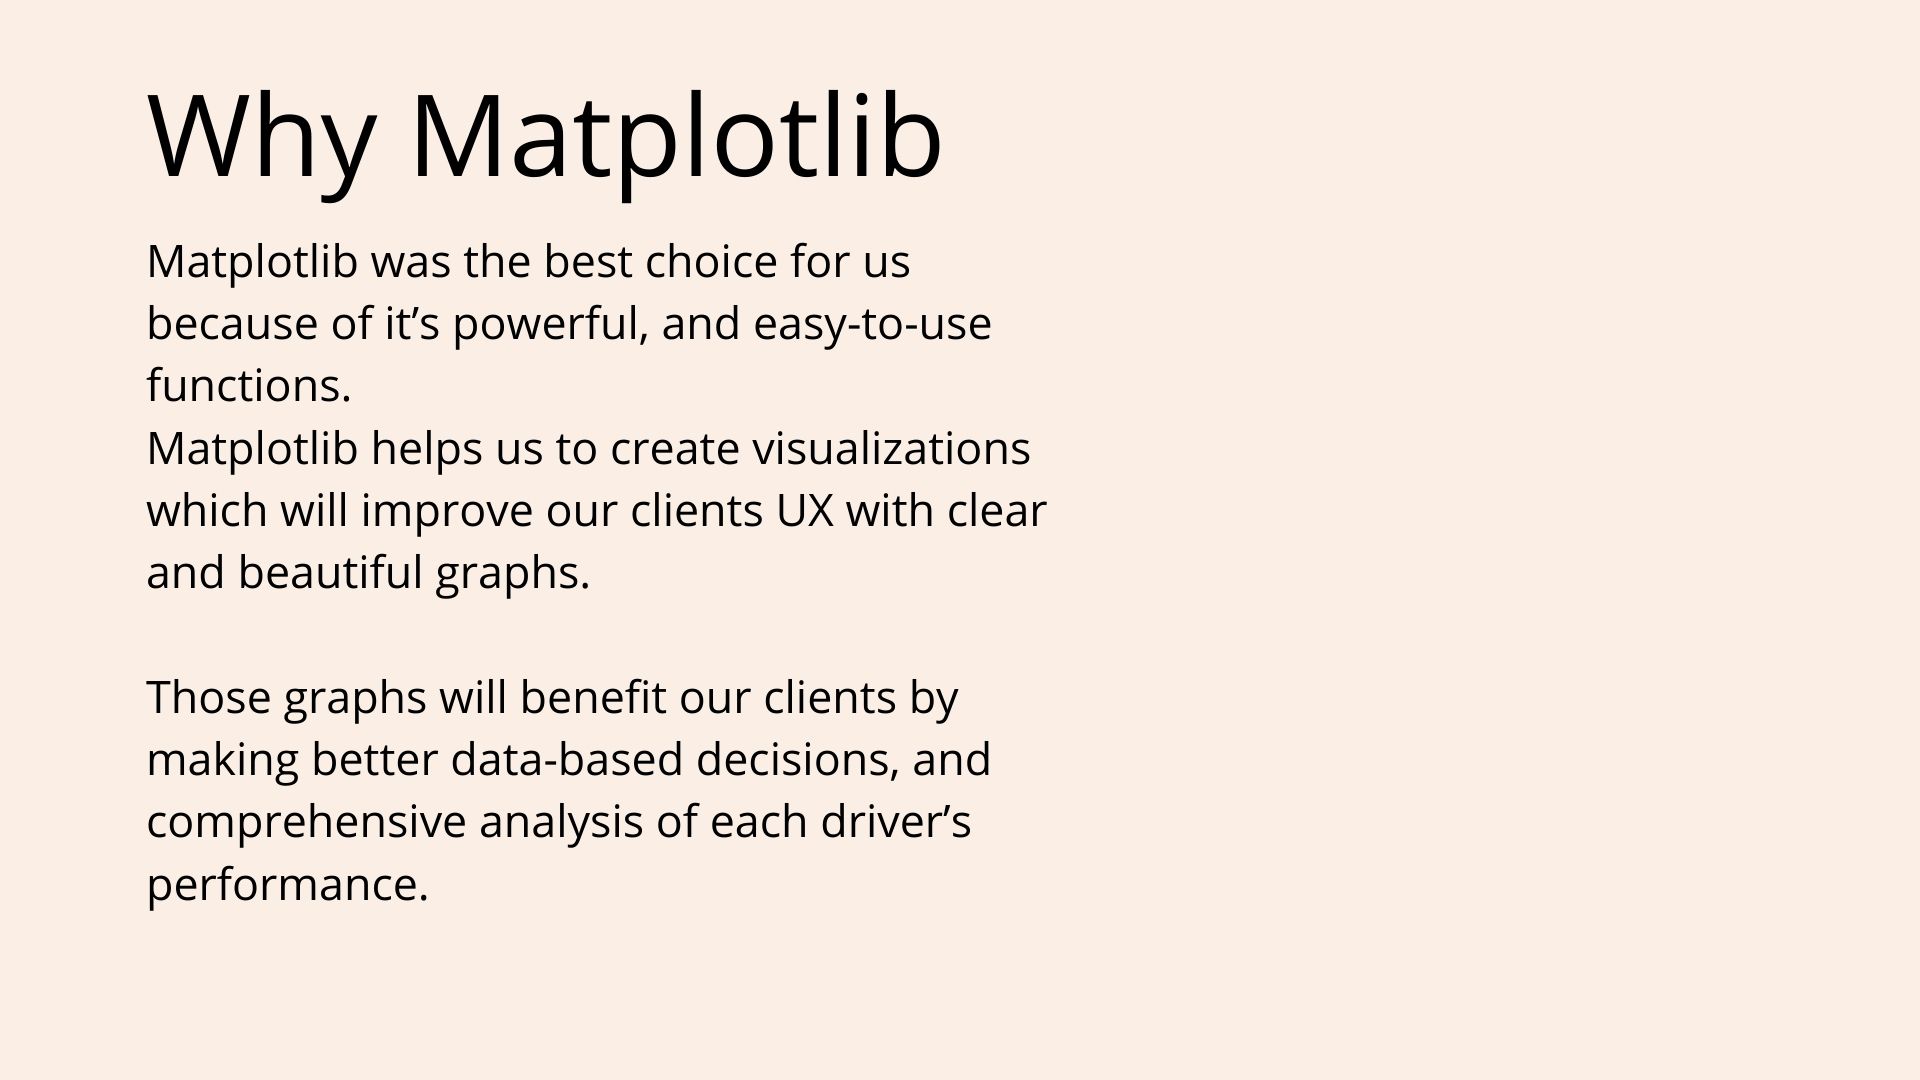 Why Matplotlib
Matplotlib was the best choice for us
because of it’s powerful, and easy-to-use
functions.
Matplotlib helps us to create visualizations
which will improve our clients UX with clear
and beautiful graphs.
Those graphs will benefit our clients by
making better data-based decisions, and
comprehensive analysis of each driver’s
performance.